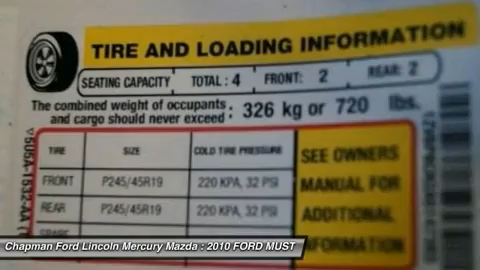 TIRE AND LOADING INFORMATION
SEATING CAPACITY TOTAL: 4 FRONT: 2 REAR: 2
The combined weight of occupants and cargo should never exceed: 326 kg or 720 lbs.
TIRE SIZE COLD TIRE PRESSURE
FRONT P245/45R19 220 KPA, 32 PSI
REAR P245/45R19 220 KPA, 32 PSI
SEE OWNERS
MANUAL FOR
ADDITIONAL
INFORMATION
Chapman Ford Lincoln Mercury Mazda : 2010 FORD MUST